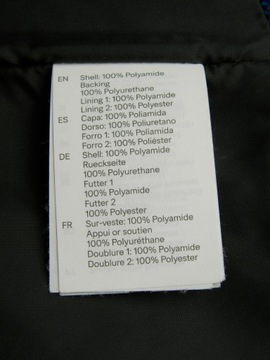 EN Shell: 100% Polyamide
Backing
100% Polyurethane
Lining 1: 100% Polyamide
Lining 2: 100% Polyester
ES Capa: 100% Poliamida
Dorso: 100% Poliuretano
Forro 1: 100% Poliamida
Forro 2: 100% Poliéster
DE Shell: 100% Polyamid
Rueckseite
100% Polyurethane
Futter 1
100% Polyamide
Futter 2
100% Polyester
FR Sur-veste: 100% Polyamide
Appui or soutien
100% Polyuréthane
Doublure 1: 100% Polyamide
Doublure 2: 100% Polyester